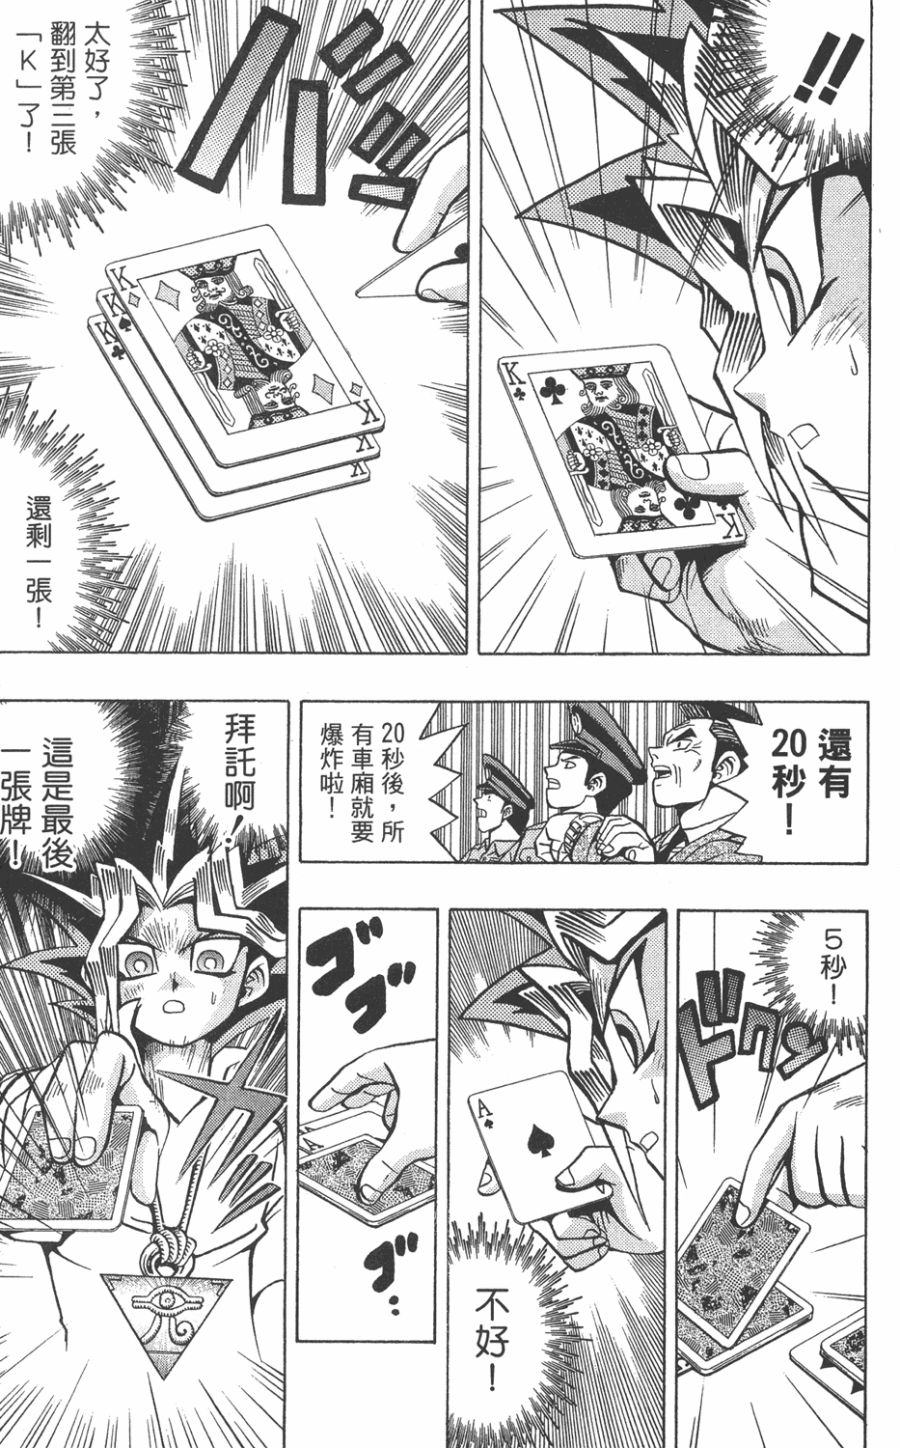 !!
太好了，
翻到第三張
「K」了！
バババッ
還剩一張！
K
K
K
K
K
K
K
K
還有
20秒！
20秒後，所
有車廂就要
爆炸啦！
5秒！
ドクン
A
不好！
ゴゴゴ…
拜託啊！
這是最後
一張牌！